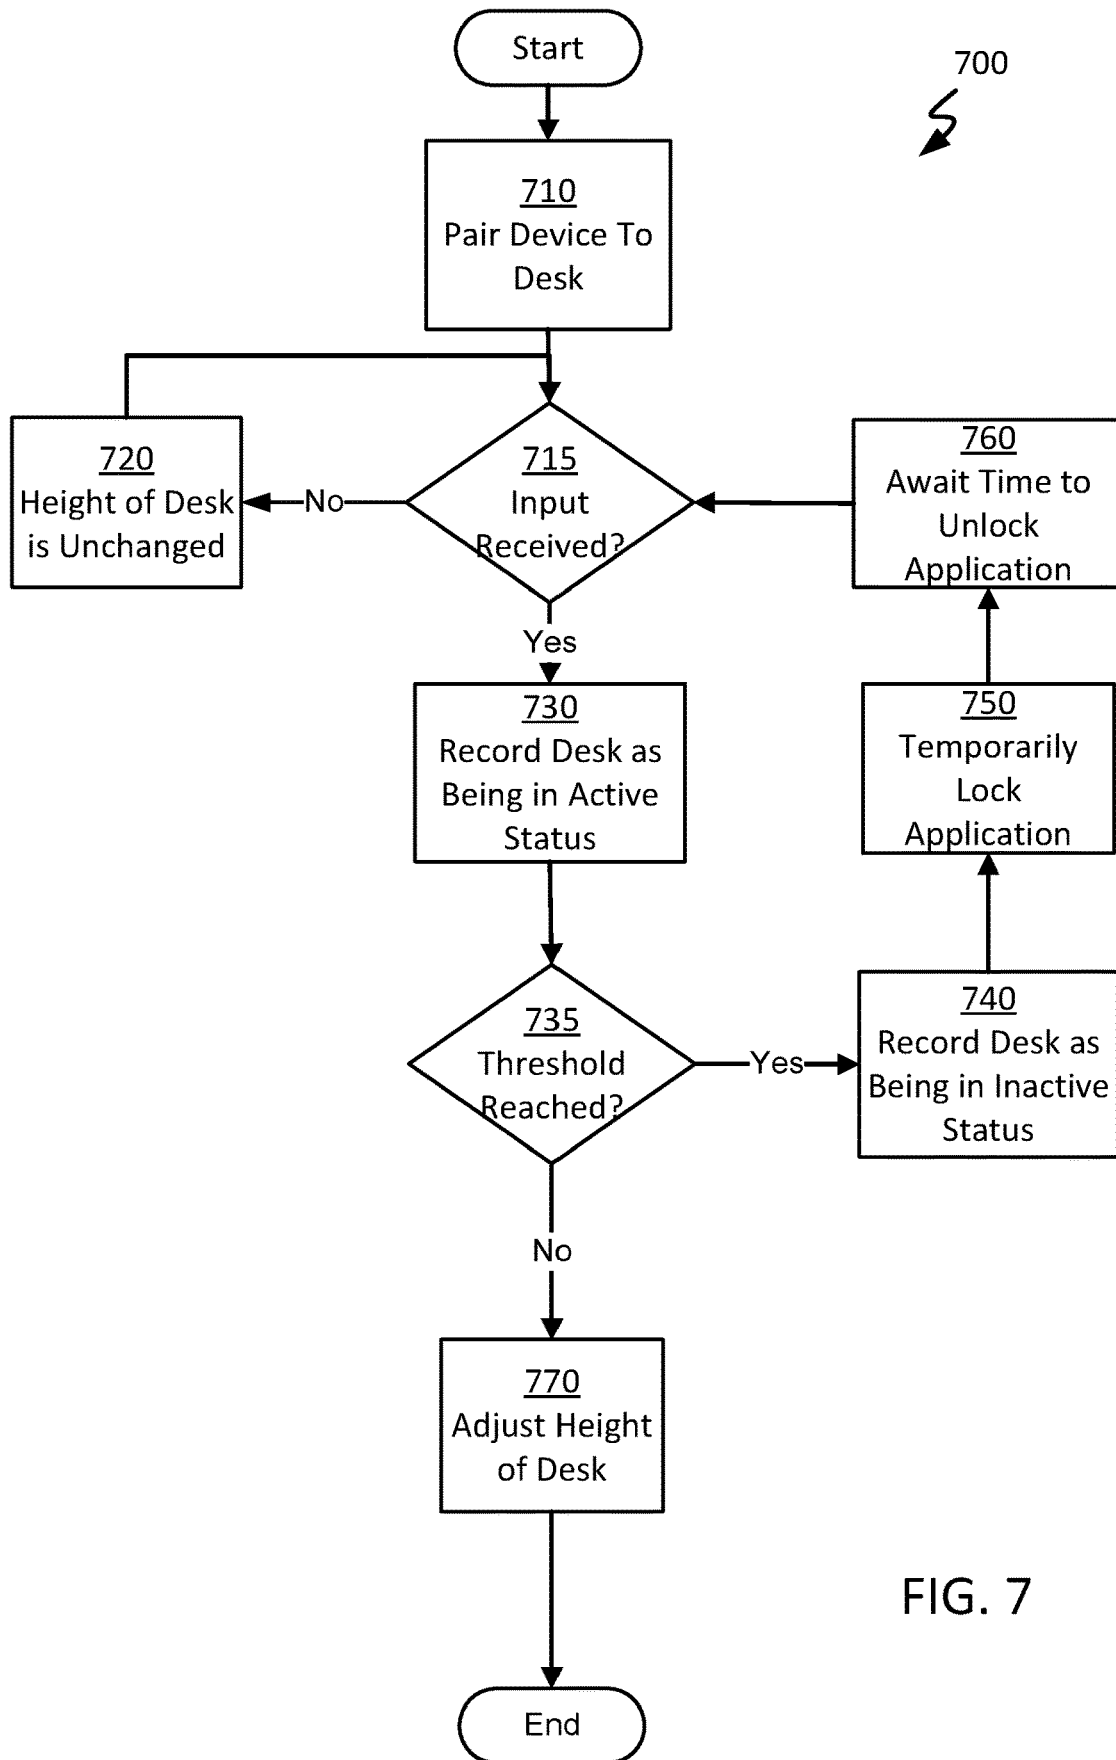 Start
700
710
Pair Device To
Desk
720
Height of Desk
is Unchanged
No
715
Input
Received?
760
Await Time to
Unlock
Application
Yes
730
Record Desk as
Being in Active
Status
750
Temporarily
Lock
Application
735
Threshold
Reached?
Yes
740
Record Desk as
Being in Inactive
Status
No
770
Adjust Height
of Desk
FIG. 7
End